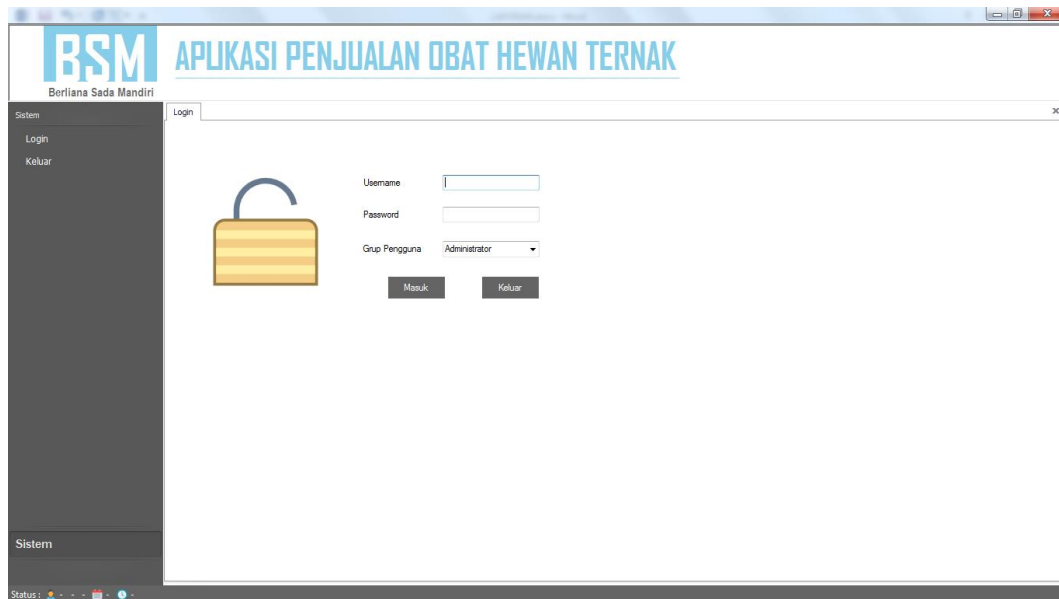 BSM
Berliana Sada Mandiri
APLIKASI PENJUALAN OBAT HEWAN TERNAK
Sistem
Login
Keluar
Login
Username
Password
Grup Pengguna
Administrator
Masuk
Keluar
Sistem
Status : - - - - -